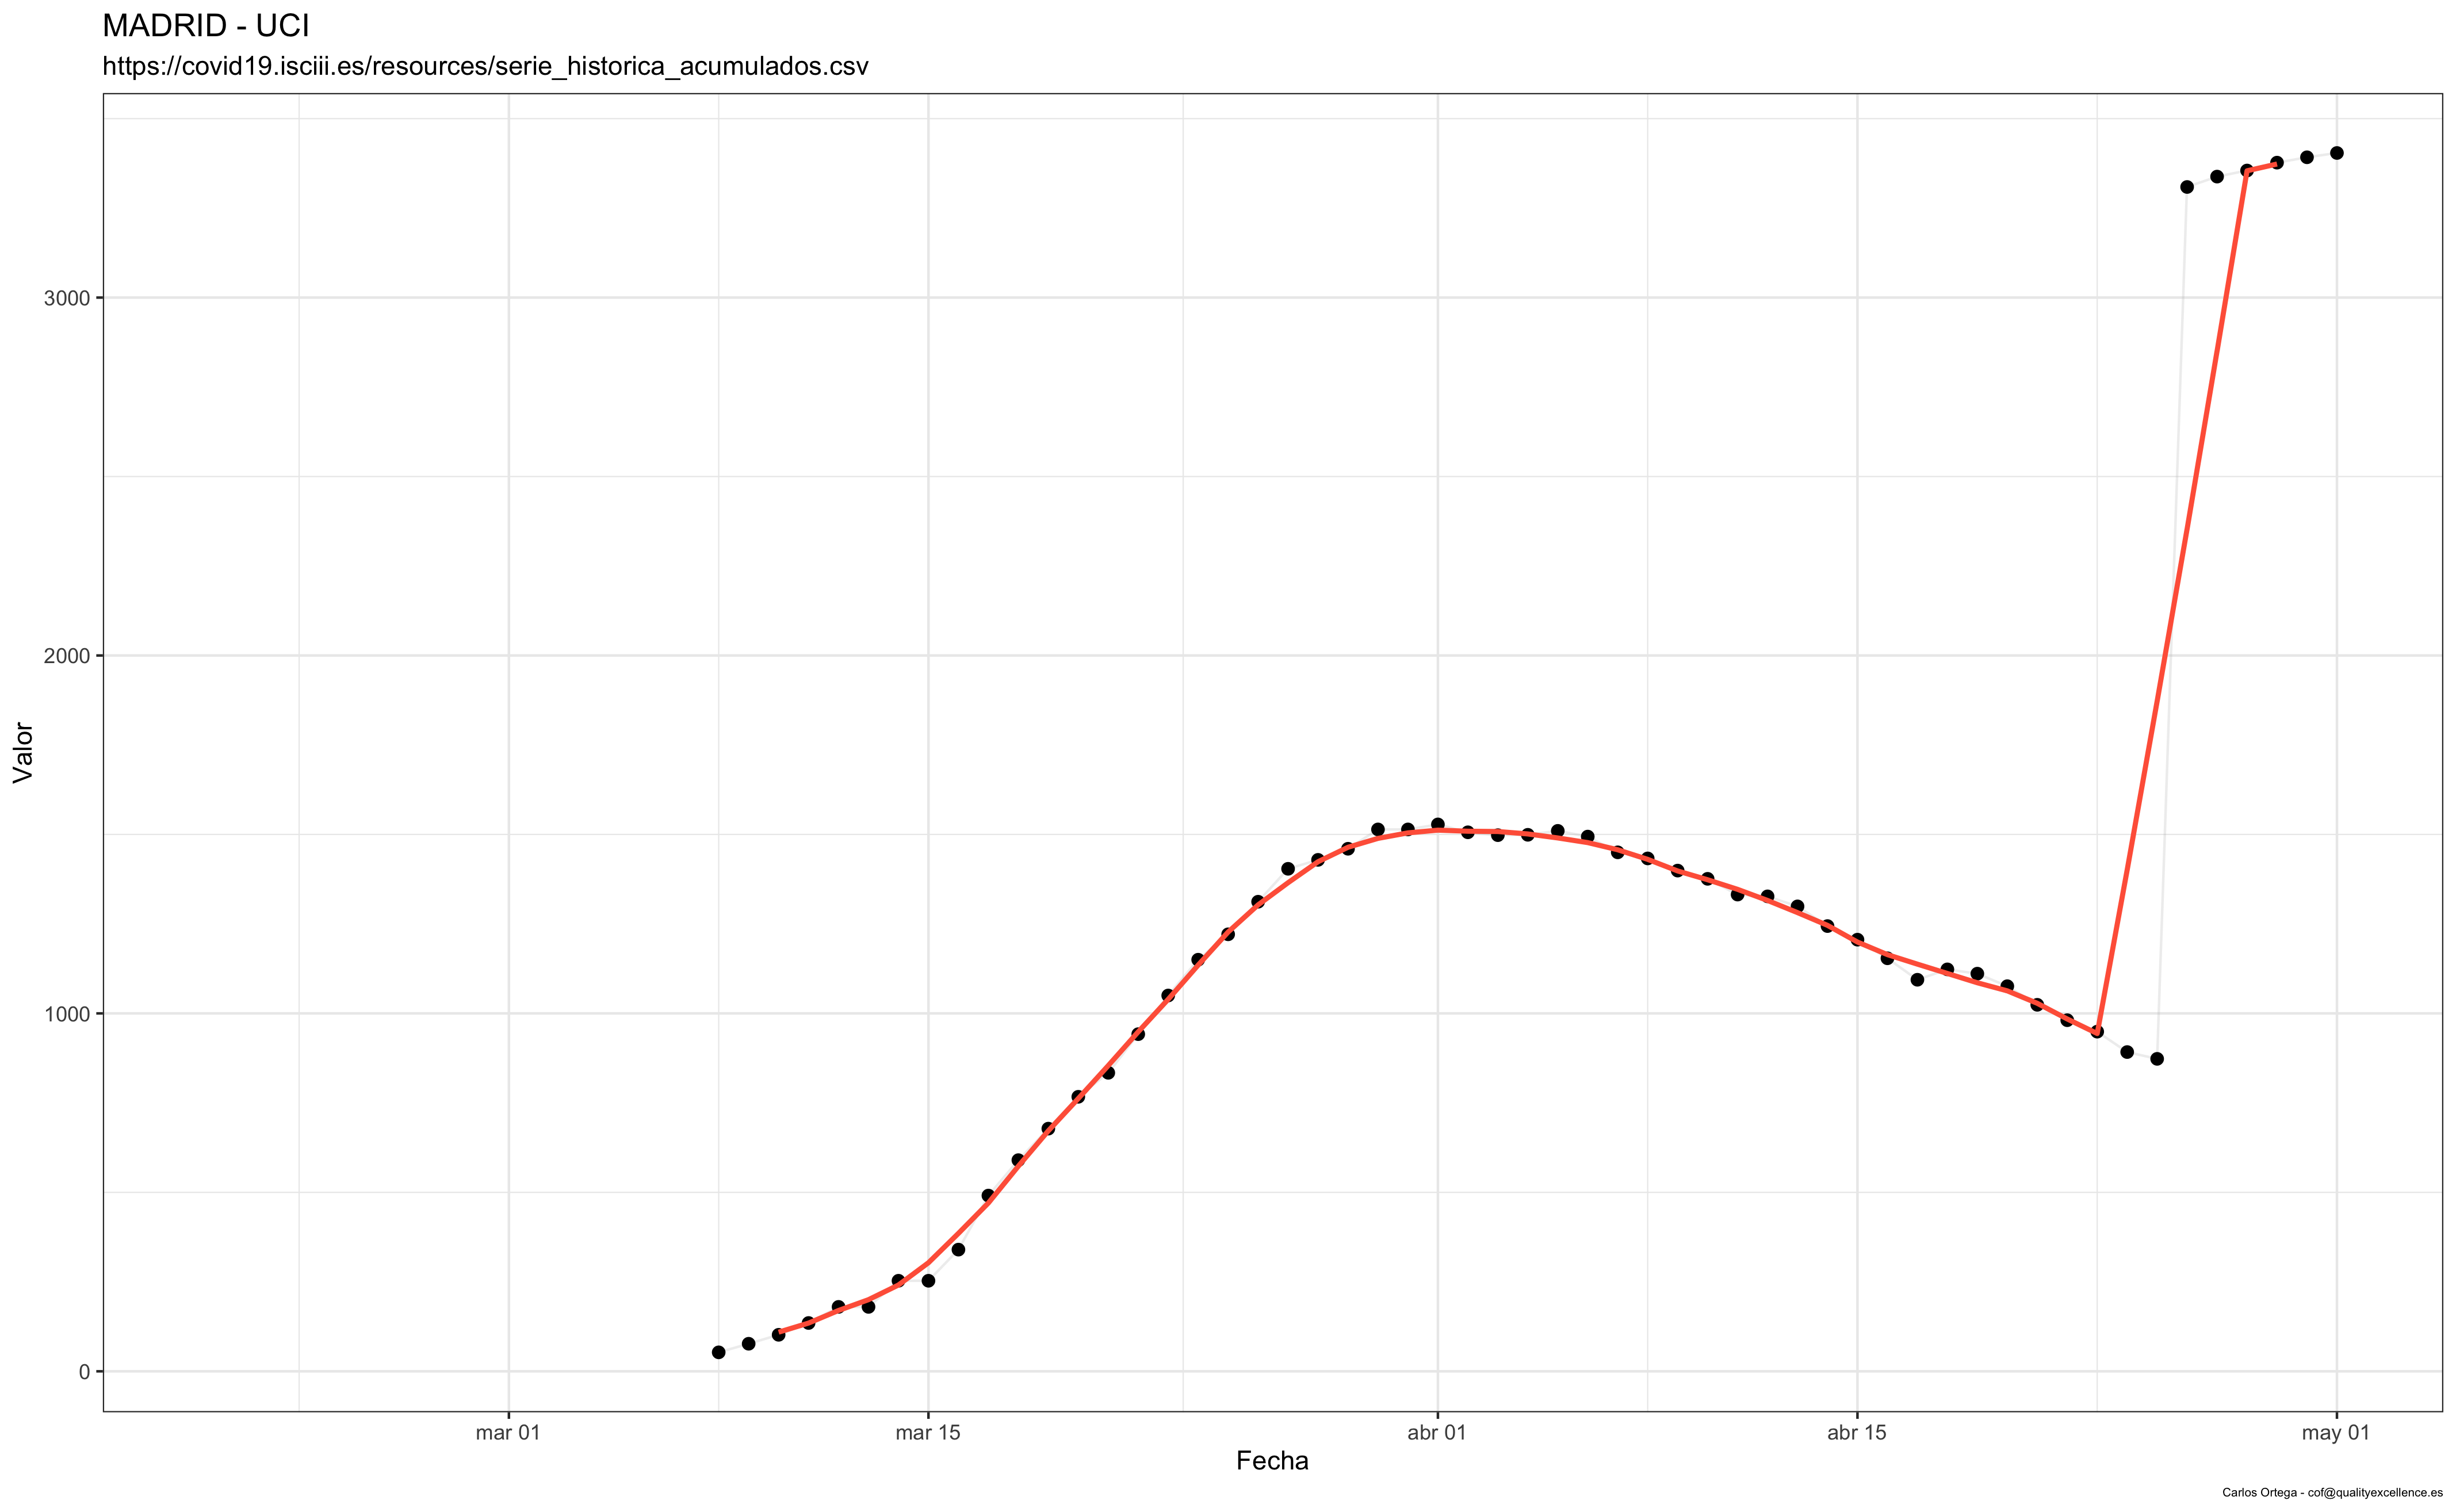 MADRID - UCI
https://covid19.isciii.es/resources/serie_historica_acumulados.csv
3000
2000
1000
0
Valor
mar 01
mar 15
abr 01
abr 15
may 01
Fecha
Carlos Ortega - cof@qualityexcellence.es